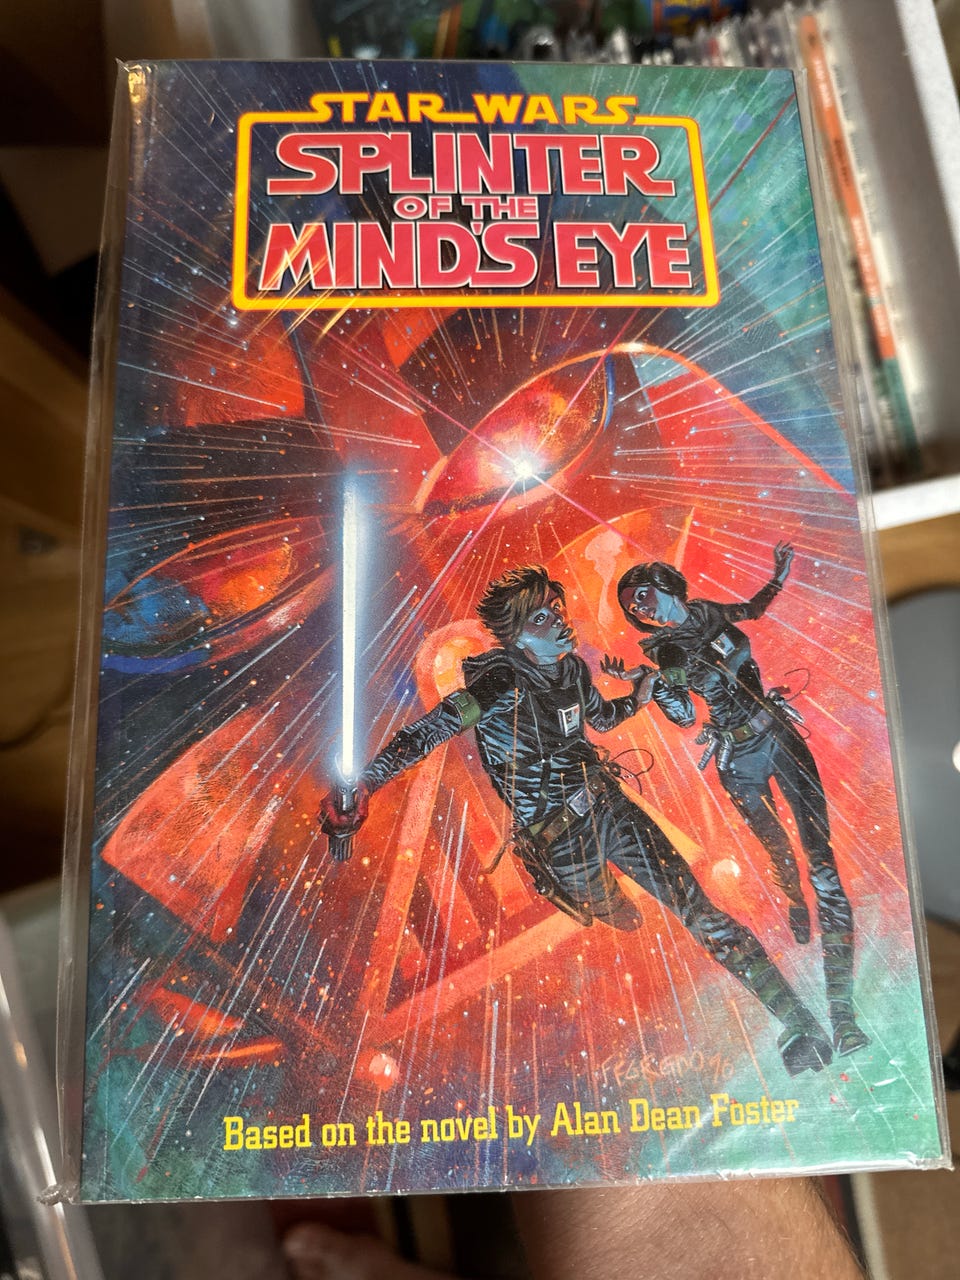 STAR WARS
SPLINTER
OF THE
MIND'S EYE
Based on the novel by Alan Dean Foster